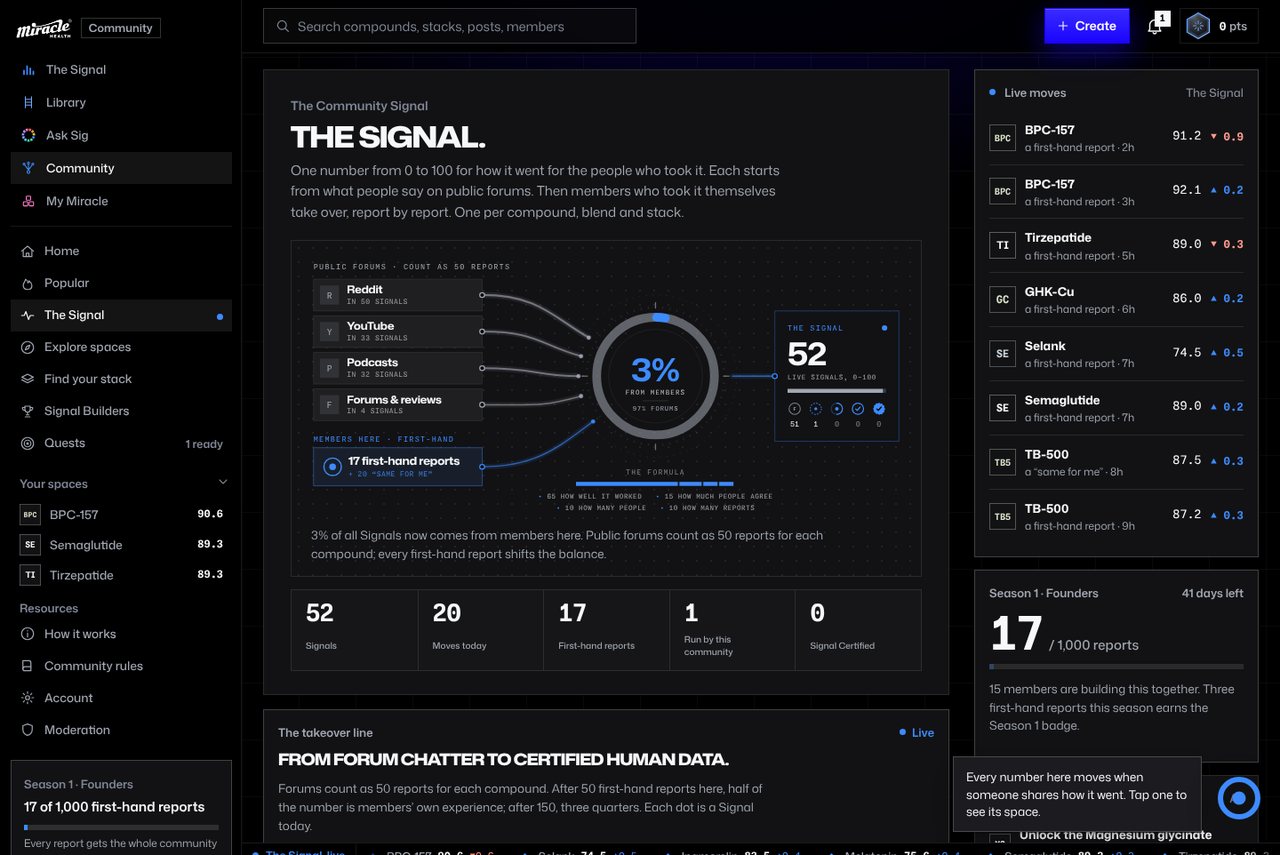 miracle
HEALTH
Community
Search compounds, stacks, posts, members
+ Create
1
0 pts
The Signal
Library
Ask Sig
Community
My Miracle
Home
Popular
The Signal
Explore spaces
Find your stack
Signal Builders
Quests
1 ready
Your spaces
BPC BPC-157 90.6
SE Semaglutide 89.3
TI Tirzepatide 89.3
Resources
How it works
Community rules
Account
Moderation
Season 1 · Founders
17 of 1,000 first-hand reports
Every report gets the whole community
The Community Signal
THE SIGNAL.
One number from 0 to 100 for how it went for the people who took it. Each starts
from what people say on public forums. Then members who took it themselves
take over, report by report. One per compound, blend and stack.
PUBLIC FORUMS · COUNT AS 50 REPORTS
R Reddit
IN 50 SIGNALS
Y YouTube
IN 33 SIGNALS
P Podcasts
IN 32 SIGNALS
F Forums & reviews
IN 4 SIGNALS
MEMBERS HERE · FIRST-HAND
17 first-hand reports
+ 20 "SAME FOR ME"
3%
FROM MEMBERS
97% FORUMS
THE SIGNAL
52
LIVE SIGNALS, 0–100
F
51 1 0 0 0
THE FORMULA
65 HOW WELL IT WORKED
15 HOW MUCH PEOPLE AGREE
10 HOW MANY PEOPLE
10 HOW MANY REPORTS
3% of all Signals now comes from members here. Public forums count as 50 reports for each
compound; every first-hand report shifts the balance.
52
Signals
20
Moves today
17
First-hand reports
1
Run by this
community
0
Signal Certified
The takeover line
Live
FROM FORUM CHATTER TO CERTIFIED HUMAN DATA.
Forums count as 50 reports for each compound. After 50 first-hand reports here, half of
the number is members' own experience; after 150, three quarters. Each dot is a Signal
today.
Live moves
The Signal
BPC BPC-157 91.2 ▼ 0.9
a first-hand report · 2h
BPC BPC-157 92.1 ▲ 0.2
a first-hand report · 3h
TI Tirzepatide 89.0 ▼ 0.3
a first-hand report · 5h
GC GHK-Cu 86.0 ▲ 0.2
a first-hand report · 6h
SE Selank 74.5 ▲ 0.5
a first-hand report · 7h
SE Semaglutide 89.0 ▲ 0.2
a first-hand report · 7h
TB5 TB-500 87.5 ▲ 0.3
a "same for me" · 8h
TB5 TB-500 87.2 ▲ 0.3
a first-hand report · 9h
Season 1 · Founders
41 days left
17 / 1,000 reports
15 members are building this together. Three
first-hand reports this season earns the
Season 1 badge.
Every number here moves when
someone shares how it went. Tap one to
see its space.
Unlock the Magnesium glycinate